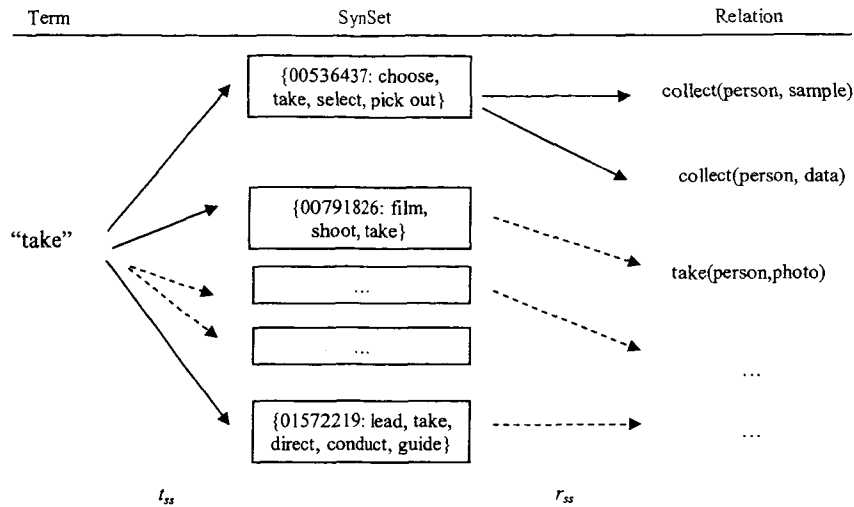 Term SynSet Relation
{00536437: choose,
take, select, pick out}
collect(person, sample)
collect(person, data)
{00791826: film,
shoot, take}
“take”
take(person,photo)
...
...
...
...
{01572219: lead, take,
direct, conduct, guide}
t_ss r_ss